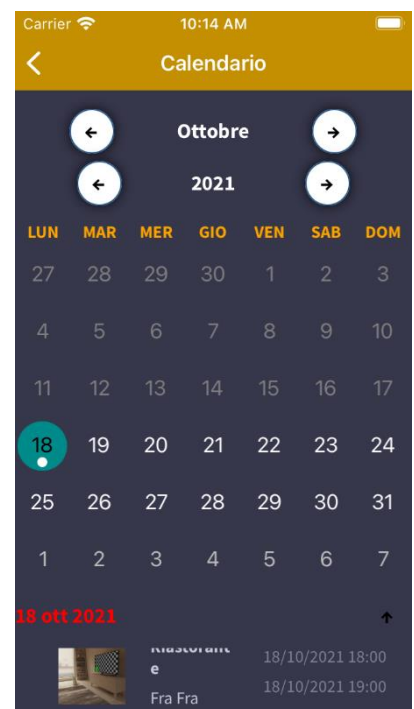 Carrier 10:14 AM
Calendario
← Ottobre →
← 2021 →
LUN MAR MER GIO VEN SAB DOM
27 28 29 30 1 2 3
4 5 6 7 8 9 10
11 12 13 14 15 16 17
18 19 20 21 22 23 24
25 26 27 28 29 30 31
1 2 3 4 5 6 7
18 ott 2021
18/10/2021 18:00
e
18/10/2021 19:00
Fra Fra